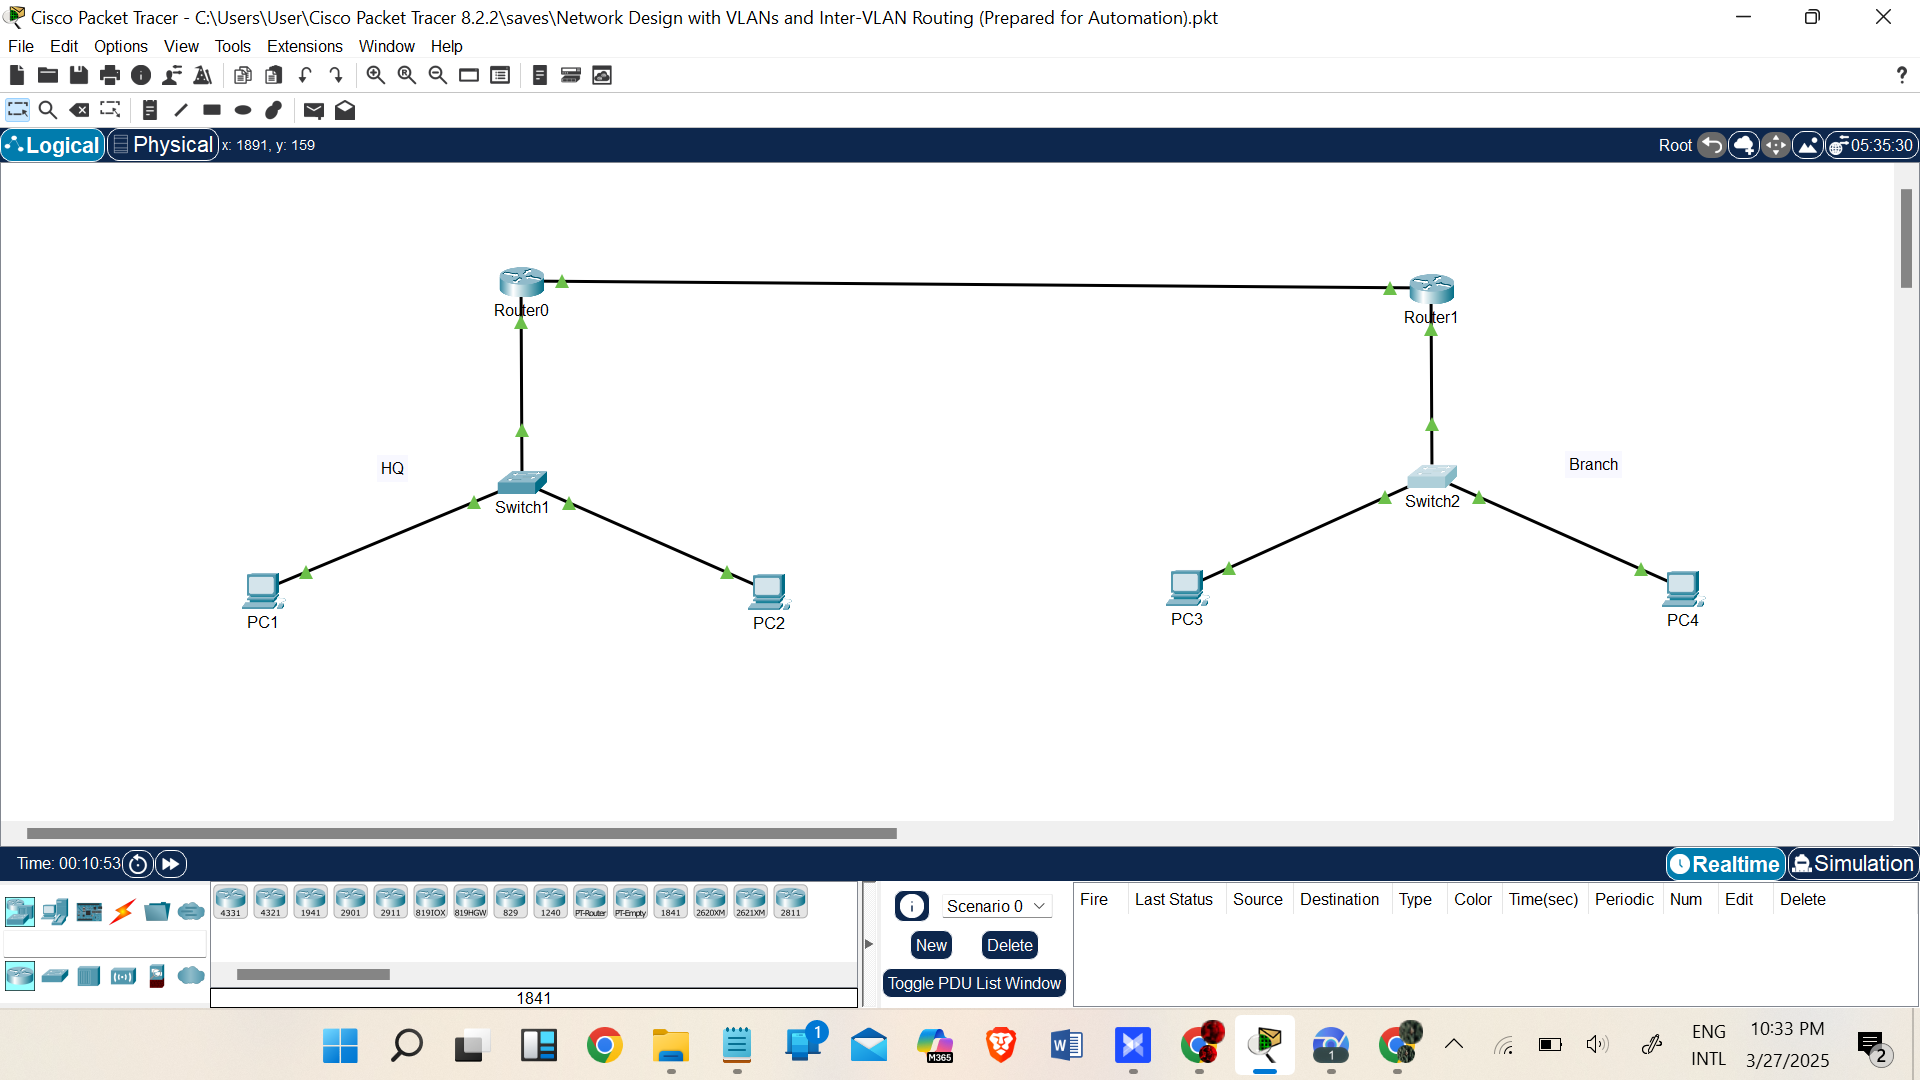 Cisco Packet Tracer - C:\Users\User\Cisco Packet Tracer 8.2.2\saves\Network Design with VLANs and Inter-VLAN Routing (Prepared for Automation).pkt
File Edit Options View Tools Extensions Window Help
?
Logical Physical x: 1891, y: 159 Root 05:35:30
Router0
Router1
HQ
Branch
Switch1
Switch2
PC1
PC2
PC3
PC4
Time: 00:10:53 Realtime Simulation
4331 4321 1941 2901 2911 819IOX 819HGW 829 1240 PT-Router PT-Empty 1841 2620XM 2621XM 2811
1841
Scenario 0
New Delete
Toggle PDU List Window
Fire Last Status Source Destination Type Color Time(sec) Periodic Num Edit Delete
1
M365
1
ENG
INTL
10:33 PM
3/27/2025
2